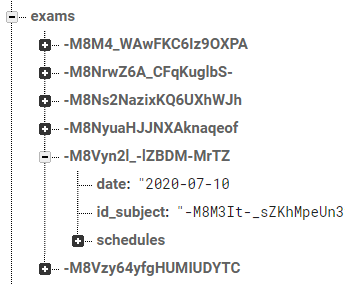 exams
-M8M4_WAwFKC6Iz9OXPA
-M8NrwZ6A_CFqKuglbS-
-M8Ns2NazixKQ6UXhWJh
-M8NyuaHJJNXAknaqeof
-M8Vyn2l_-lZBDM-MrTZ
date: "2020-07-10
id_subject: "-M8M3It-_sZKhMpeUn3
schedules
-M8Vzy64yfgHUMIUDYTC